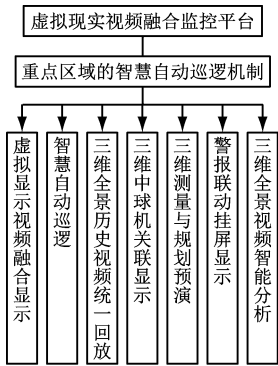 虚拟现实视频融合监控平台
重点区域的智慧自动巡逻机制
虚拟显示视频融合显示
智慧自动巡逻
三维全景历史视频统一回放
三维中球机关联显示
三维测量与规划预演
警报联动挂屏显示
三维全景视频智能分析